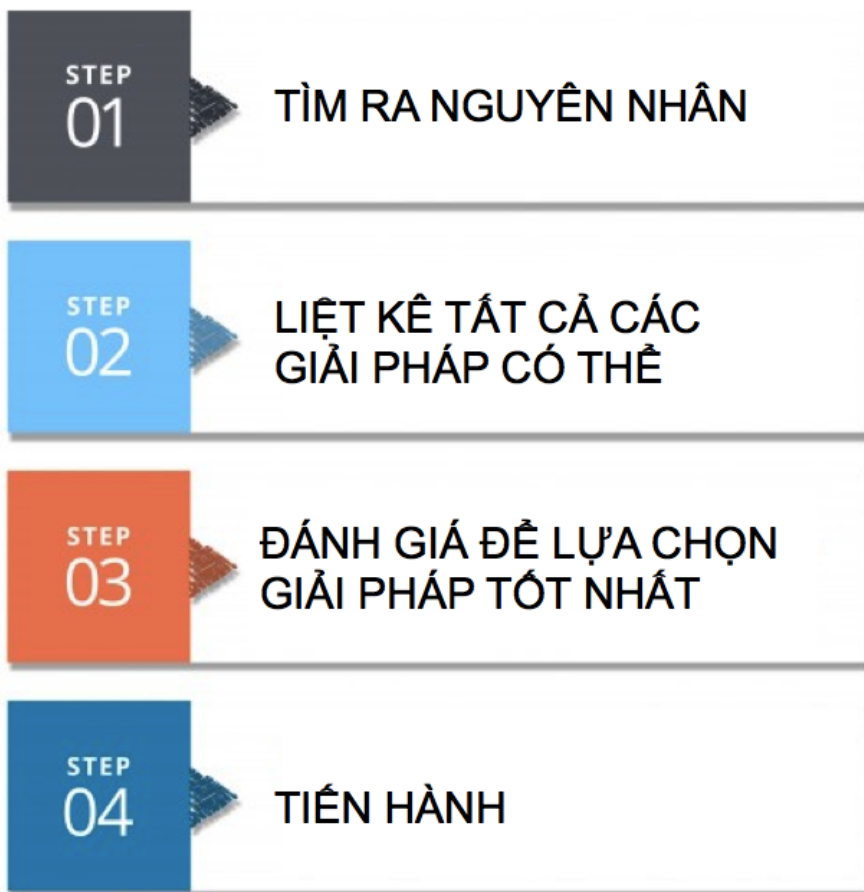 STEP
01
TÌM RA NGUYÊN NHÂN
STEP
02
LIỆT KÊ TẤT CẢ CÁC
GIẢI PHÁP CÓ THỂ
STEP
03
ĐÁNH GIÁ ĐỂ LỰA CHỌN
GIẢI PHÁP TỐT NHẤT
STEP
04
TIẾN HÀNH